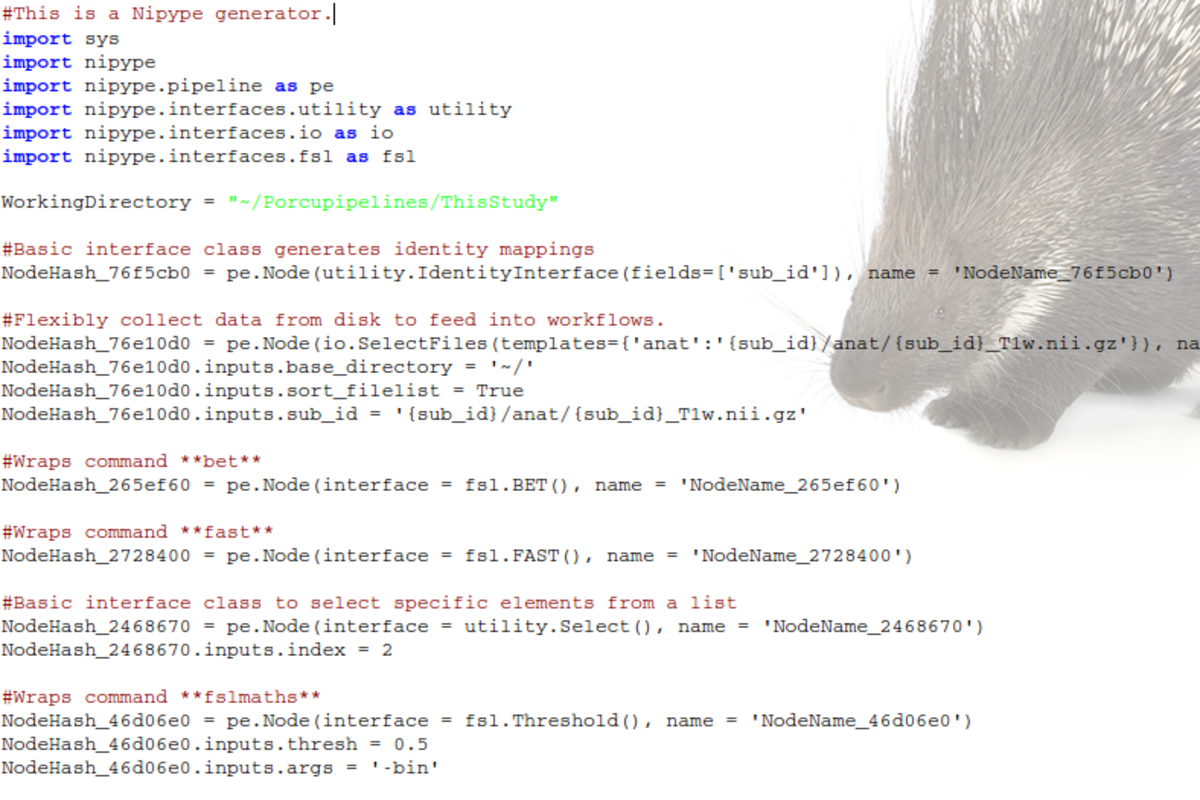 #This is a Nipype generator.
import sys
import nipype
import nipype.pipeline as pe
import nipype.interfaces.utility as utility
import nipype.interfaces.io as io
import nipype.interfaces.fsl as fsl
WorkingDirectory = "~/Porcupipelines/ThisStudy"
#Basic interface class generates identity mappings
NodeHash_76f5cb0 = pe.Node(utility.IdentityInterface(fields=['sub_id']), name = 'NodeName_76f5cb0')
#Flexibly collect data from disk to feed into workflows.
NodeHash_76e10d0 = pe.Node(io.SelectFiles(templates={'anat':'{sub_id}/anat/{sub_id}_T1w.nii.gz'}), na
NodeHash_76e10d0.inputs.base_directory = '~/'
NodeHash_76e10d0.inputs.sort_filelist = True
NodeHash_76e10d0.inputs.sub_id = '{sub_id}/anat/{sub_id}_T1w.nii.gz'
#Wraps command **bet**
NodeHash_265ef60 = pe.Node(interface = fsl.BET(), name = 'NodeName_265ef60')
#Wraps command **fast**
NodeHash_2728400 = pe.Node(interface = fsl.FAST(), name = 'NodeName_2728400')
#Basic interface class to select specific elements from a list
NodeHash_2468670 = pe.Node(interface = utility.Select(), name = 'NodeName_2468670')
NodeHash_2468670.inputs.index = 2
#Wraps command **fslmaths**
NodeHash_46d06e0 = pe.Node(interface = fsl.Threshold(), name = 'NodeName_46d06e0')
NodeHash_46d06e0.inputs.thresh = 0.5
NodeHash_46d06e0.inputs.args = '-bin'